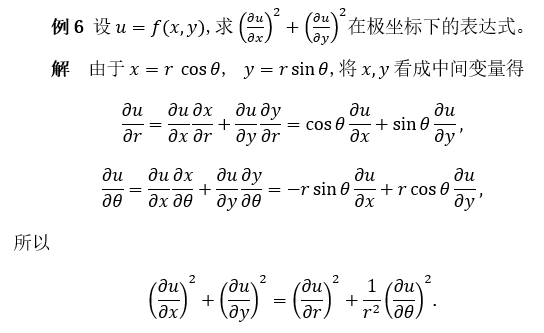 例 6 设 u = f(x, y), 求 (∂u/∂x)² + (∂u/∂y)² 在极坐标下的表达式。
解 由于 x = r cos θ, y = r sin θ, 将 x, y 看成中间变量得
∂u/∂r = ∂u/∂x ∂x/∂r + ∂u/∂y ∂y/∂r = cos θ ∂u/∂x + sin θ ∂u/∂y,
∂u/∂θ = ∂u/∂x ∂x/∂θ + ∂u/∂y ∂y/∂θ = −r sin θ ∂u/∂x + r cos θ ∂u/∂y,
所以
(∂u/∂x)² + (∂u/∂y)² = (∂u/∂r)² + 1/r² (∂u/∂θ)².